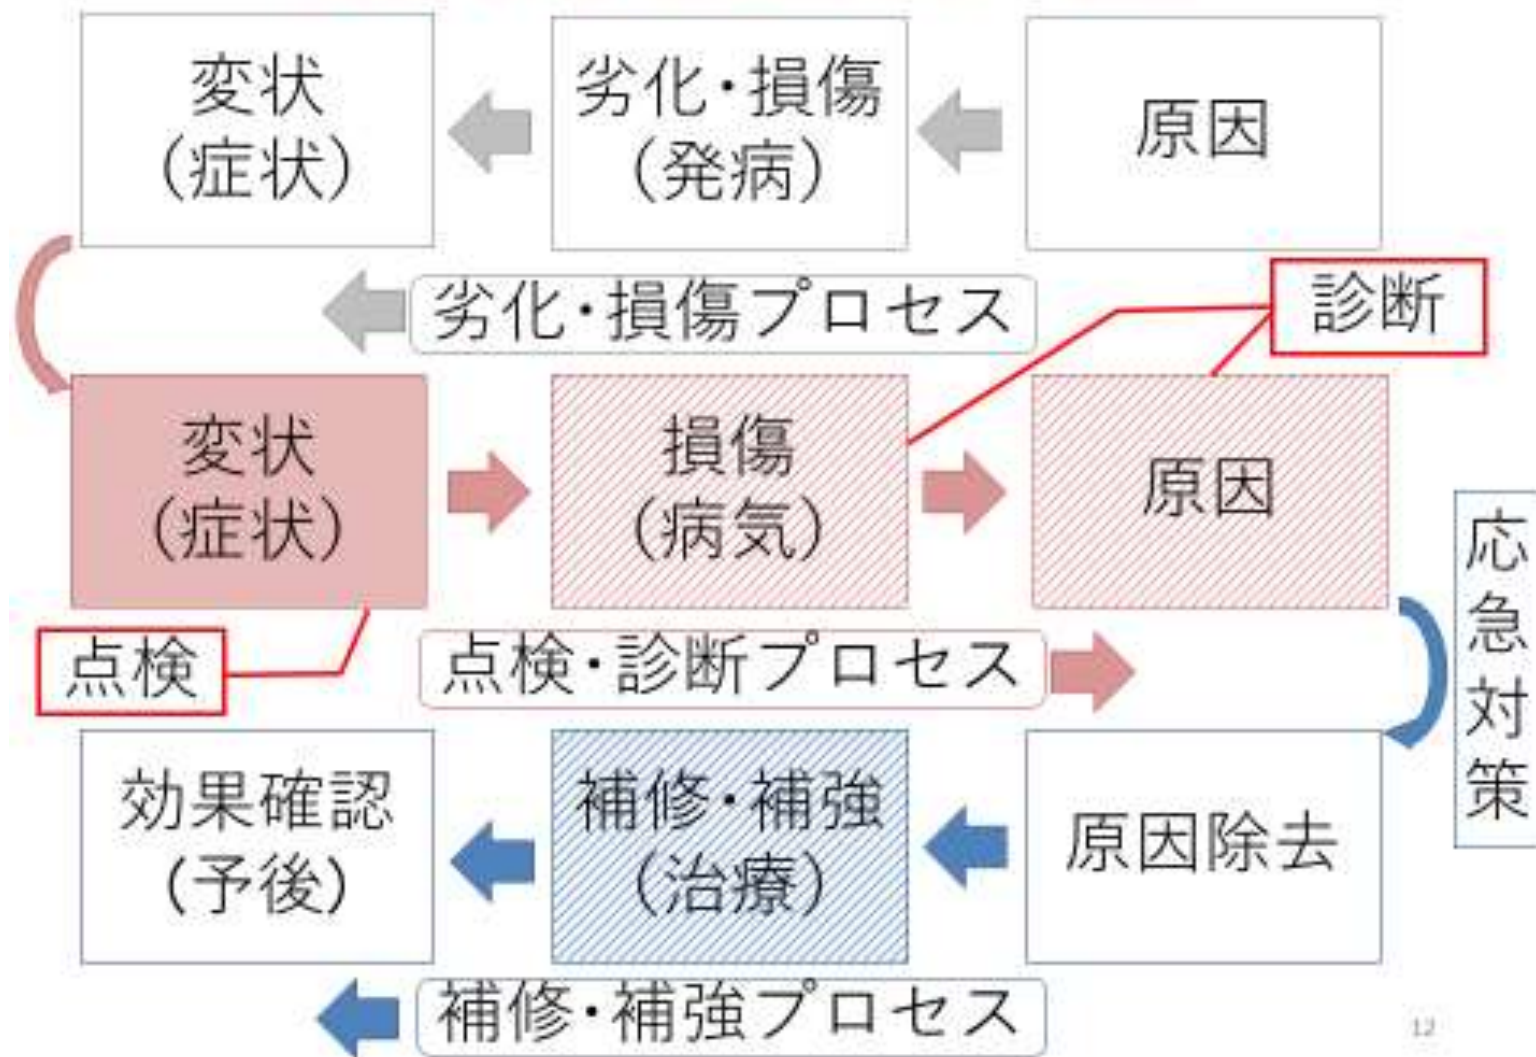 変状
（症状）
劣化・損傷
（発病）
原因
劣化・損傷プロセス
診断
変状
（症状）
損傷
（病気）
原因
応急対策
点検
点検・診断プロセス
効果確認
（予後）
補修・補強
（治療）
原因除去
補修・補強プロセス
12